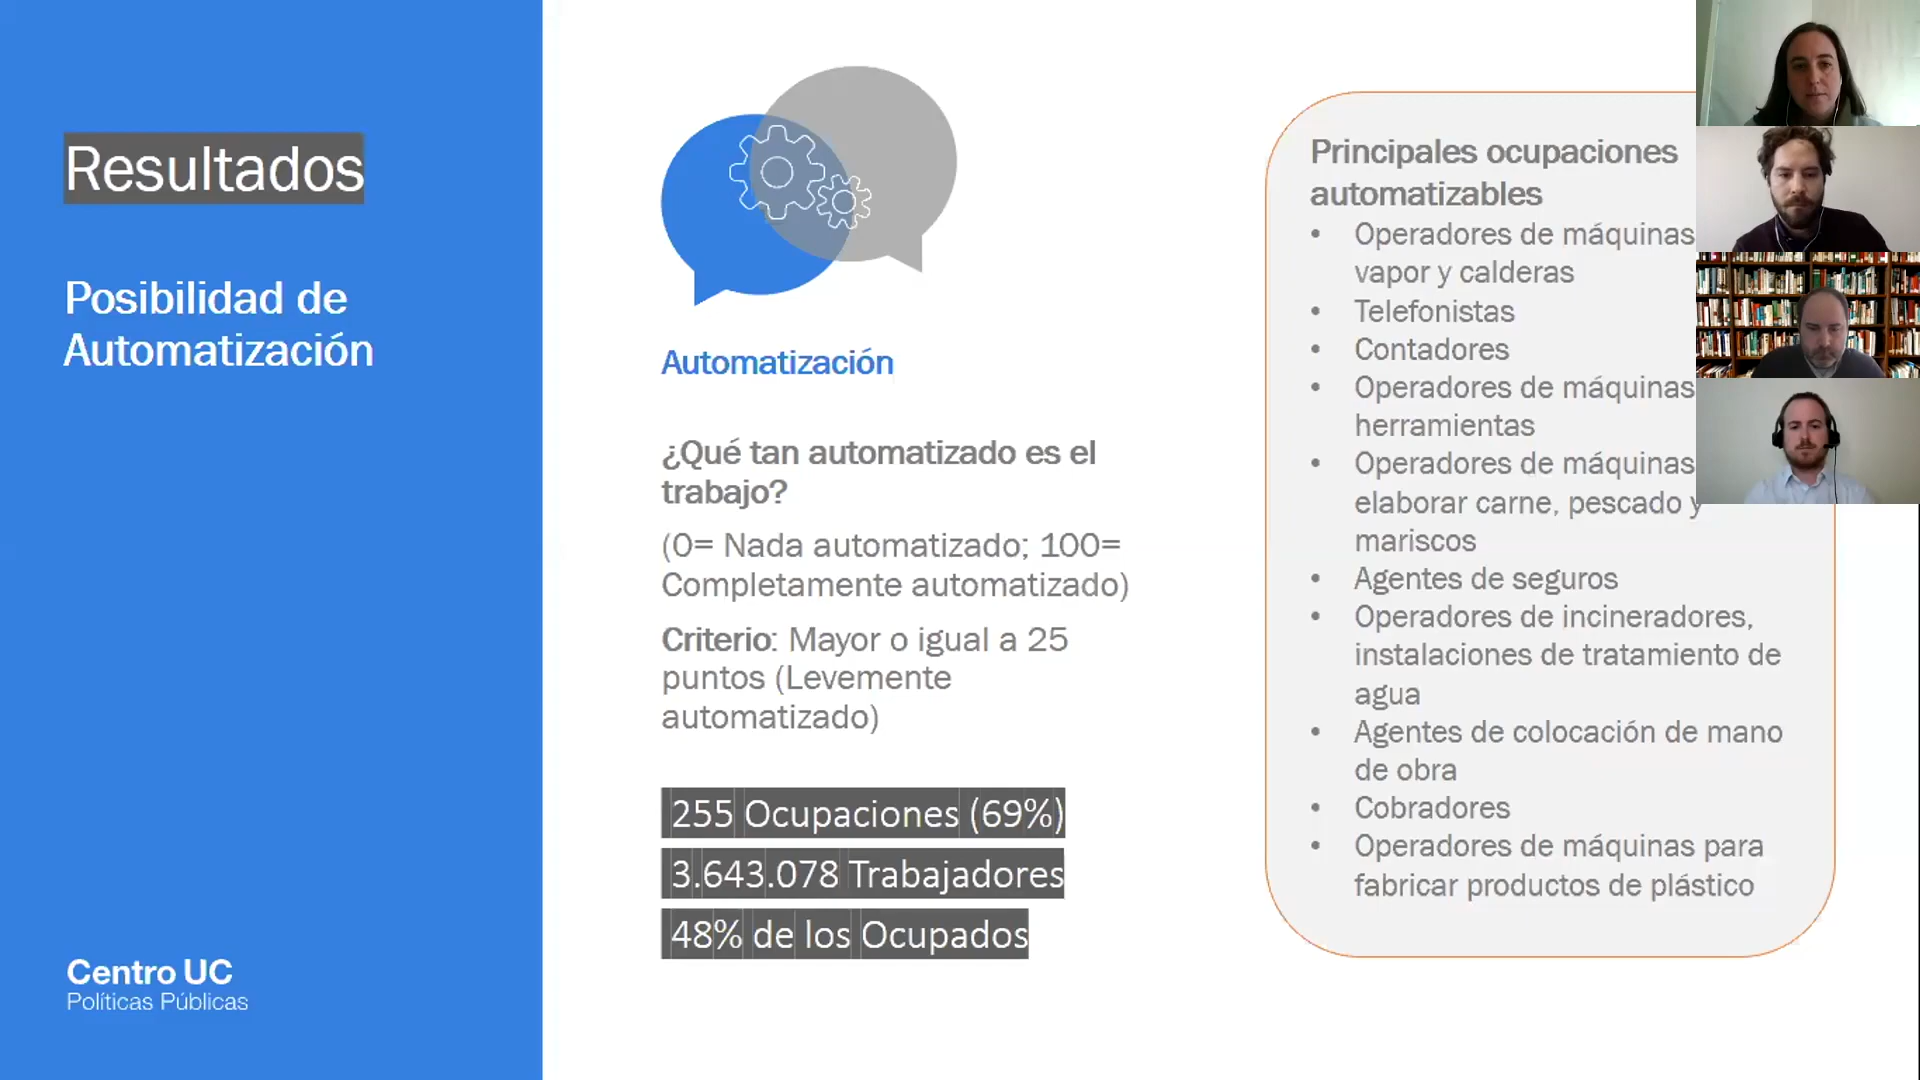 Resultados
Posibilidad de
Automatización
Centro UC
Políticas Públicas
Automatización
¿Qué tan automatizado es el
trabajo?
(0= Nada automatizado; 100=
Completamente automatizado)
Criterio: Mayor o igual a 25
puntos (Levemente
automatizado)
255 Ocupaciones (69%)
3.643.078 Trabajadores
48% de los Ocupados
Principales ocupaciones
automatizables
• Operadores de máquinas
vapor y calderas
• Telefonistas
• Contadores
• Operadores de máquinas
herramientas
• Operadores de máquinas
elaborar carne, pescado y
mariscos
• Agentes de seguros
• Operadores de incineradores,
instalaciones de tratamiento de
agua
• Agentes de colocación de mano
de obra
• Cobradores
• Operadores de máquinas para
fabricar productos de plástico